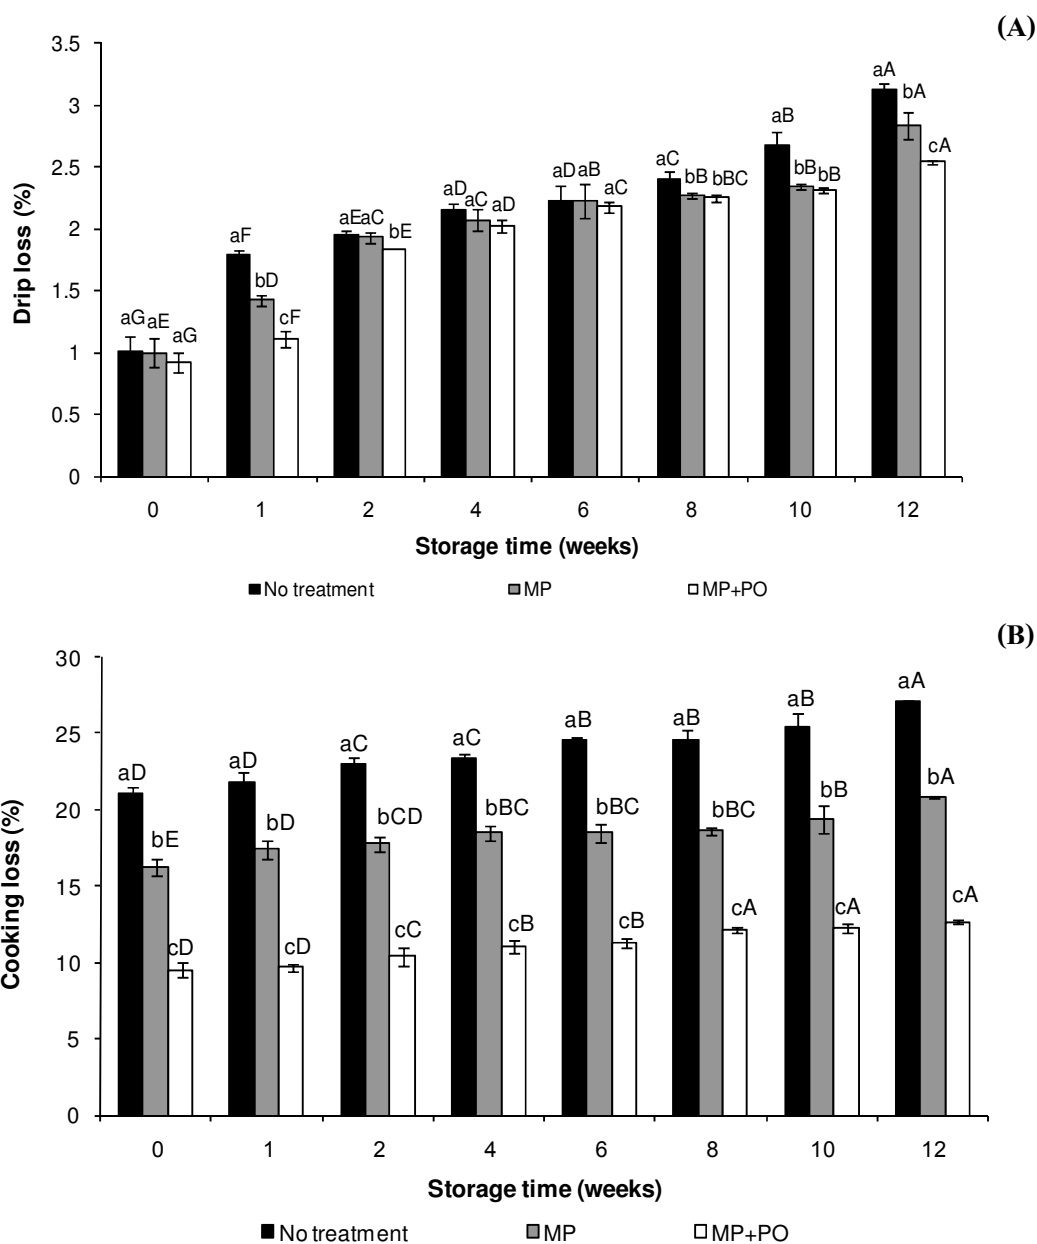 (A)
3.5
3
2.5
2
1.5
1
0.5
0
Drip loss (%)
aG aE aG
aF bD cF
aE aC bE
aD aC aD
aD aB aC
aC bB bBC
aB bB bB
aA bA cA
0 1 2 4 6 8 10 12
Storage time (weeks)
No treatment MP MP+PO
(B)
30
25
20
15
10
5
0
Cooking loss (%)
aD bE cD
aD bD cD
aC bCD cC
aC bBC cB
aB bBC cB
aB bBC cA
aB bB cA
aA bA cA
0 1 2 4 6 8 10 12
Storage time (weeks)
No treatment MP MP+PO